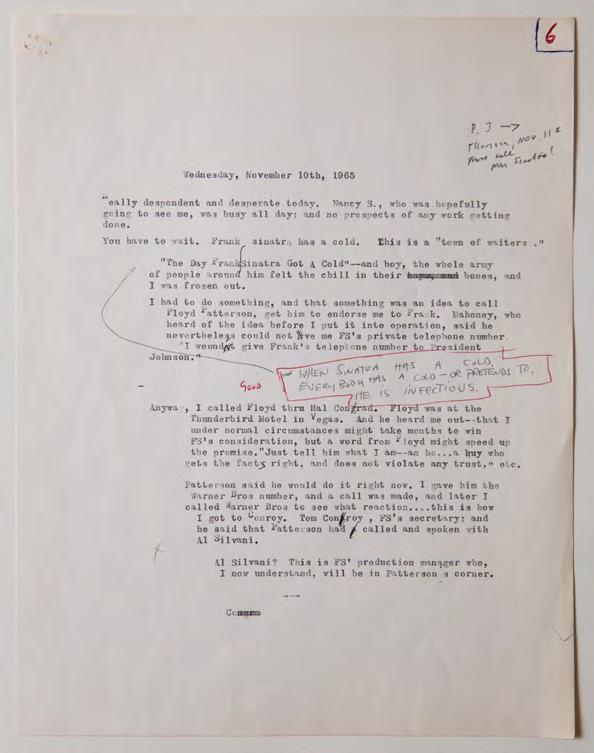 6
P. 3 →
Thursday, Nov 11th
more call
mrs Sinatra!
Wednesday, November 10th, 1965
"eally despondent and desperate today. Nancy S., who was hopefully
going to see me, was busy all day; and no prospects of any work getting
done.
You have to wait. Frank sinatra has a cold. This is a "town of waiters ."
"The Day Frank Sinatra Got A Cold"--and boy, the whole army
of people around him felt the chill in their bones, and
I was frozen out.
I had to do something, and that something was an idea to call
Floyd Patterson, get him to endorse me to Frank. Mahoney, who
heard of the idea before I put it into operation, said he
nevertheless could not give me FS's private telephone number.
"I wouldnt give Frank's telephone number to President
Johnson."
WHEN SINATRA HAS A COLD,
EVERYBODY HAS A COLD—OR PRETENDS TO.
HE IS INFECTIOUS.
GOOD
Anywa , I called Floyd thru Hal Conrad. Floyd was at the
Thunderbird Motel in Vegas. And he heard me out--that I
under normal circumstances might take months to win
FS's consideration, but a word from Floyd might speed up
the promise."Just tell him what I am--an ho...a huy who
gets the facts right, and does not violate any trust," etc.
Patterson said he would do it right now. I gave him the
Warner Bros number, and a call was made, and later I
called Warner Bros to see what reaction....this is how
I got to Conroy. Tom Conroy , FS's secretary; and
he said that Patterson had called and spoken with
Al Silvani.
Al Silvani? This is FS' production manager who,
I now understand, will be in Patterson s corner.
----
Co